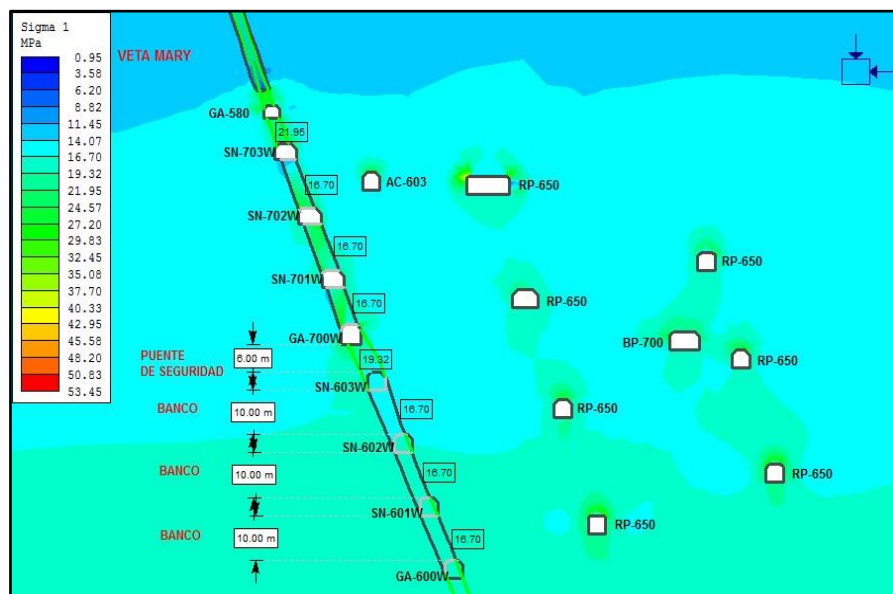 Sigma 1
MPa
0.95
3.58
6.20
8.82
11.45
14.07
16.70
19.32
21.95
24.57
27.20
29.83
32.45
35.08
37.70
40.33
42.95
45.58
48.20
50.83
53.45
VETA MARY
GA-580
21.95
SN-703W
16.70
AC-603
RP-650
SN-702W
16.70
RP-650
SN-701W
16.70
RP-650
GA-700W
BP-700
PUENTE
DE SEGURIDAD
6.00 m
19.32
RP-650
SN-603W
BANCO
10.00 m
16.70
RP-650
SN-602W
BANCO
10.00 m
16.70
RP-650
SN-601W
RP-650
BANCO
10.00 m
16.70
GA-600W